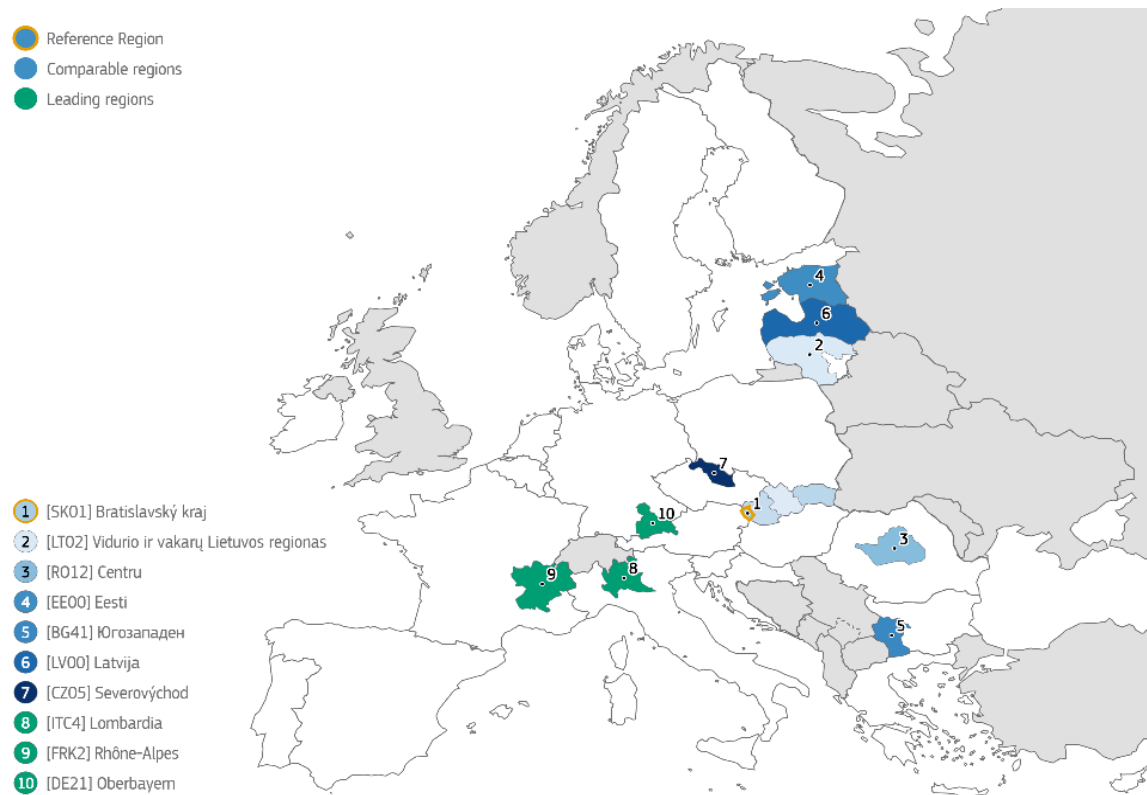 Reference Region
Comparable regions
Leading regions
4
6
2
7
1
10
3
9
8
5
1 [SK01] Bratislavský kraj
2 [LT02] Vidurio ir vakarų Lietuvos regionas
3 [RO12] Centru
4 [EE00] Eesti
5 [BG41] Югозападен
6 [LV00] Latvija
7 [CZ05] Severovýchod
8 [ITC4] Lombardia
9 [FRK2] Rhône-Alpes
10 [DE21] Oberbayern